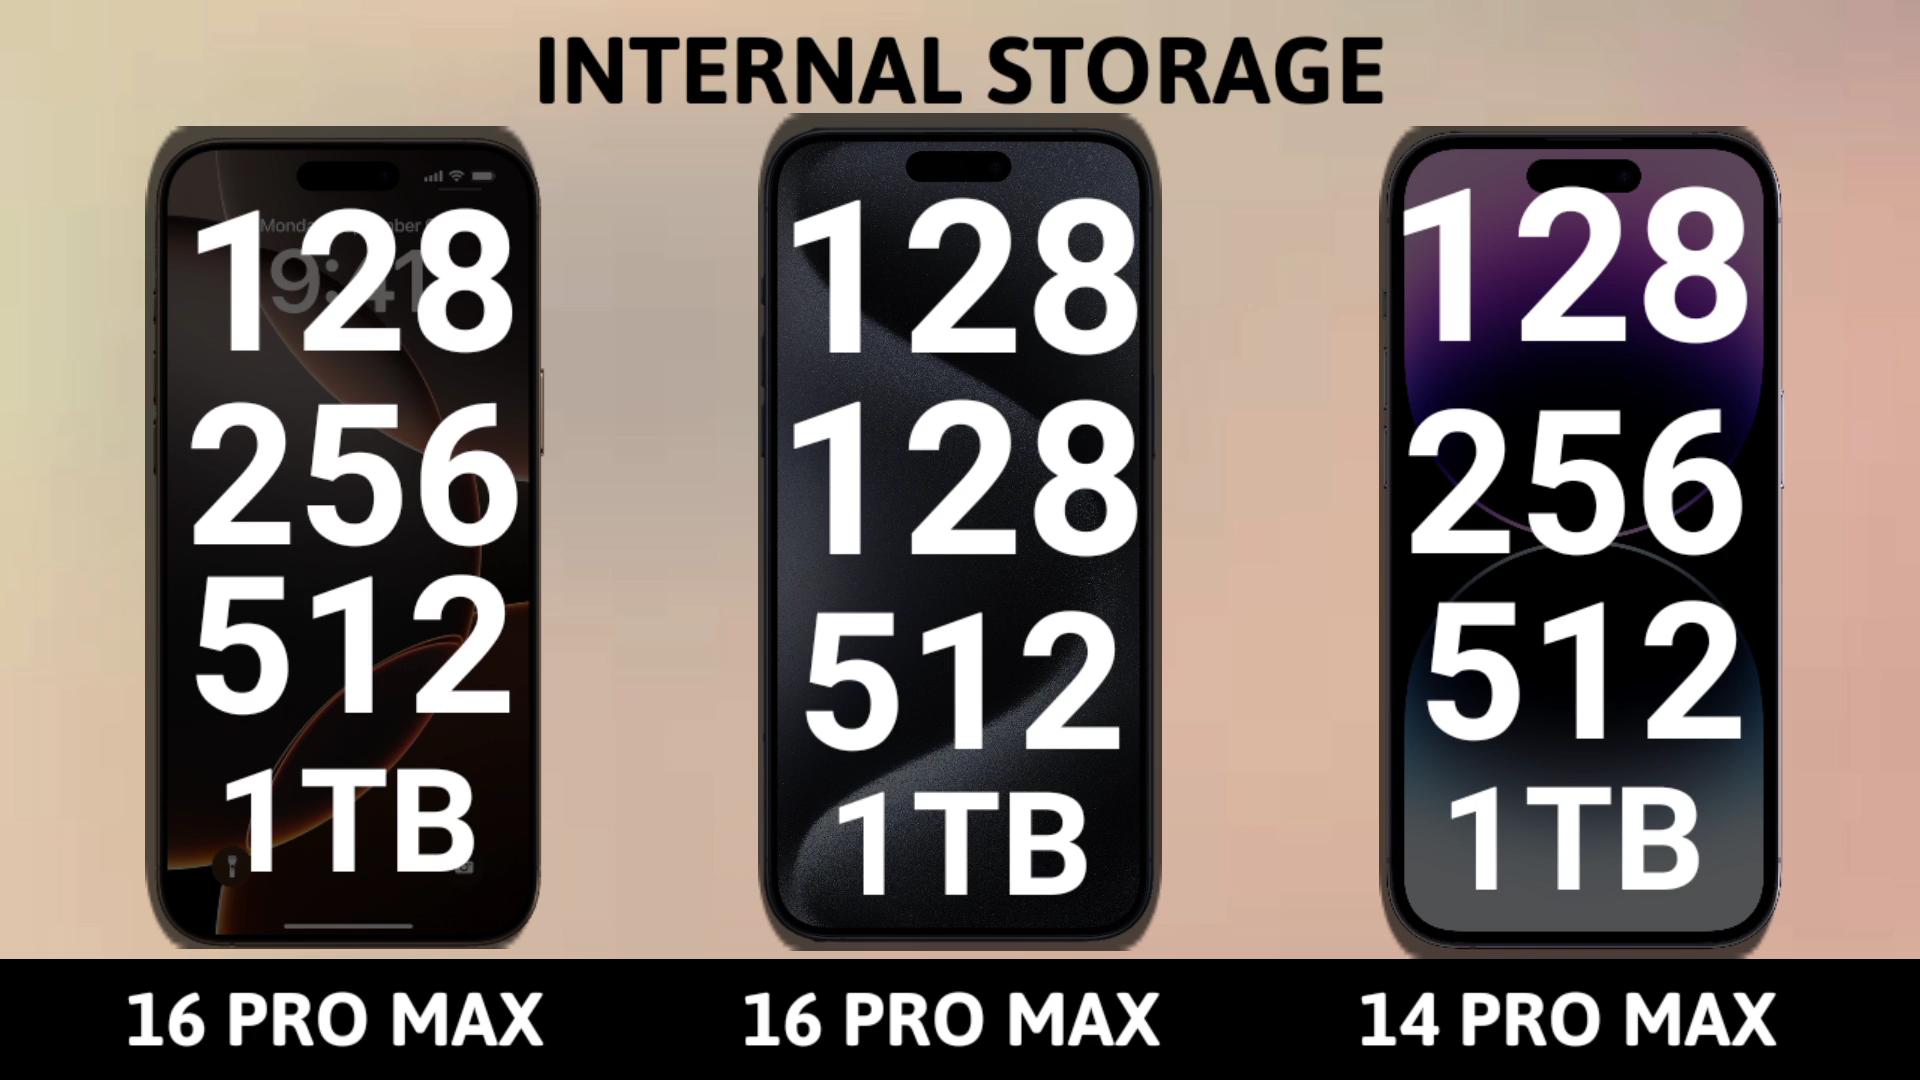 INTERNAL STORAGE
128
256
512
1TB
128
128
512
1TB
128
256
512
1TB
16 PRO MAX
16 PRO MAX
14 PRO MAX